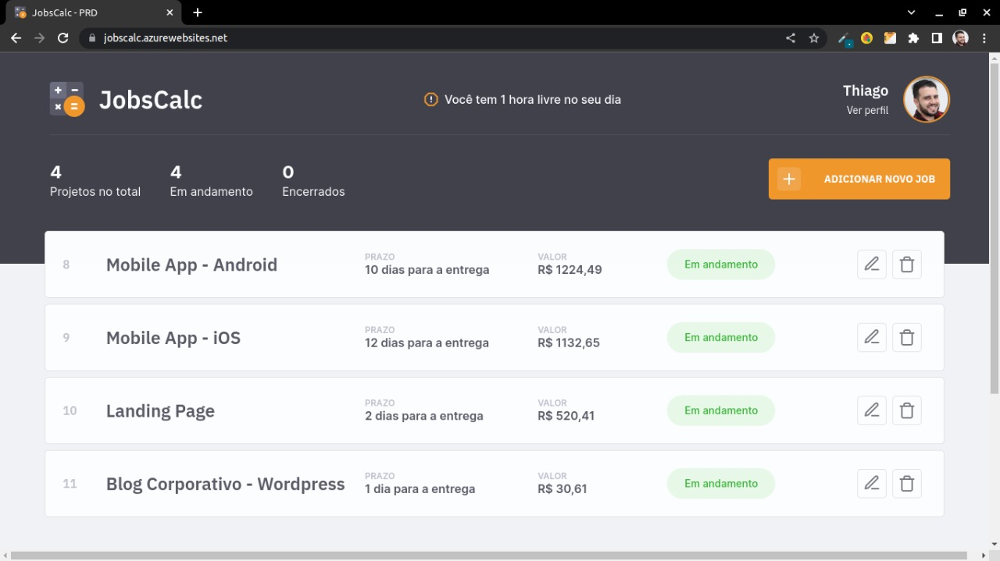 JobsCalc - PRD
jobscalc.azurewebsites.net
JobsCalc
Você tem 1 hora livre no seu dia
Thiago
Ver perfil
4
Projetos no total
4
Em andamento
0
Encerrados
ADICIONAR NOVO JOB
8
Mobile App - Android
PRAZO
10 dias para a entrega
VALOR
R$ 1224,49
Em andamento
9
Mobile App - iOS
PRAZO
12 dias para a entrega
VALOR
R$ 1132,65
Em andamento
10
Landing Page
PRAZO
2 dias para a entrega
VALOR
R$ 520,41
Em andamento
11
Blog Corporativo - Wordpress
PRAZO
1 dia para a entrega
VALOR
R$ 30,61
Em andamento